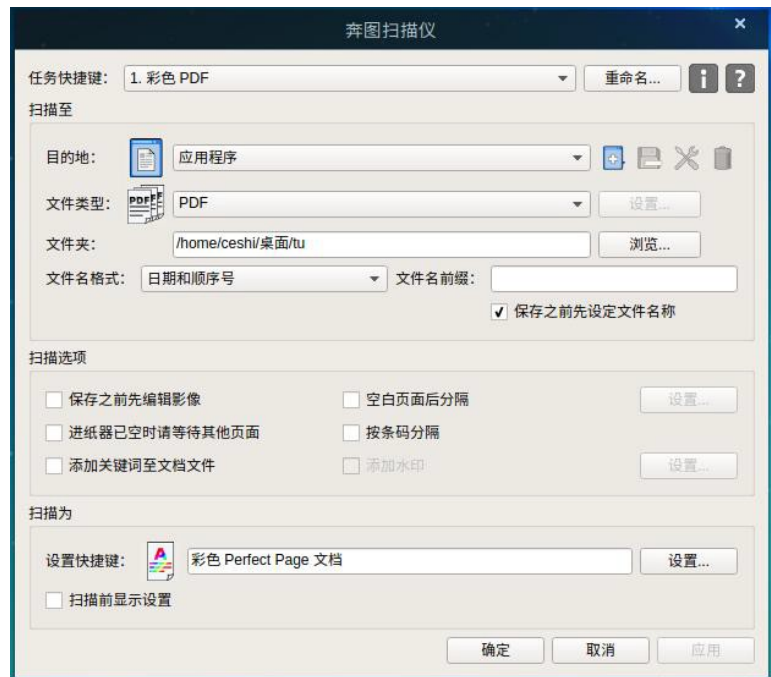 奔图扫描仪
任务快捷键： 1. 彩色 PDF 重命名...
扫描至
目的地： 应用程序
文件类型： PDF 设置...
文件夹： /home/ceshi/桌面/tu 浏览...
文件名格式： 日期和顺序号 文件名前缀：
保存之前先设定文件名称
扫描选项
保存之前先编辑影像 空白页面后分隔 设置...
进纸器已空时请等待其他页面 按条码分隔
添加关键词至文档文件 添加水印 设置...
扫描为
设置快捷键： 彩色 Perfect Page 文档 设置...
扫描前显示设置
确定 取消 应用